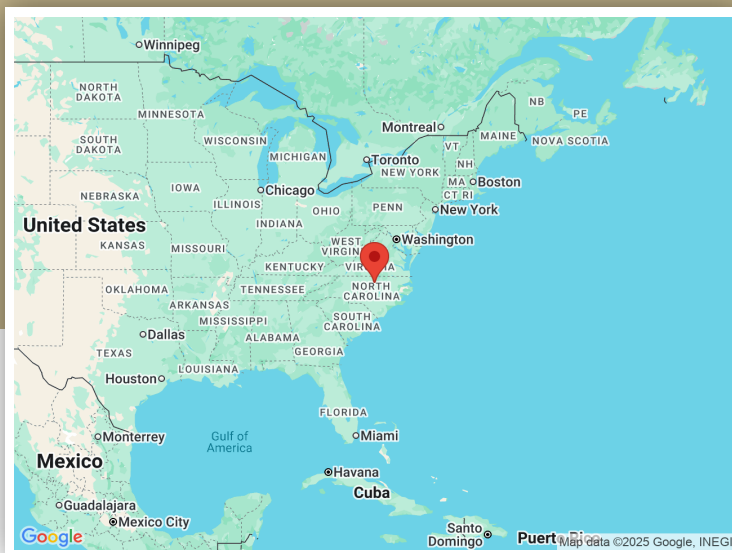 Winnipeg
NORTH
DAKOTA
MINNESOTA
NB
PE
Montreal
MAINE
NOVA SCOTIA
SOUTH
DAKOTA
WISCONSIN
VT
MICHIGAN
Toronto
NH
NEW YORK
NEBRASKA
IOWA
Chicago
MA
Boston
CT RI
ILLINOIS
OHIO
PENN
New York
United States
INDIANA
KANSAS
MISSOURI
WEST
VIRGINIA
Washington
KENTUCKY
VIRGINIA
OKLAHOMA
TENNESSEE
NORTH
CAROLINA
ARKANSAS
MISSISSIPPI
SOUTH
CAROLINA
Dallas
ALABAMA
TEXAS
GEORGIA
LOUISIANA
Houston
FLORIDA
Monterrey
Gulf of
America
Miami
Mexico
Havana
Cuba
Guadalajara
Mexico City
Santo
Domingo
Puerto Rico
Google
Map data ©2025 Google, INEGI